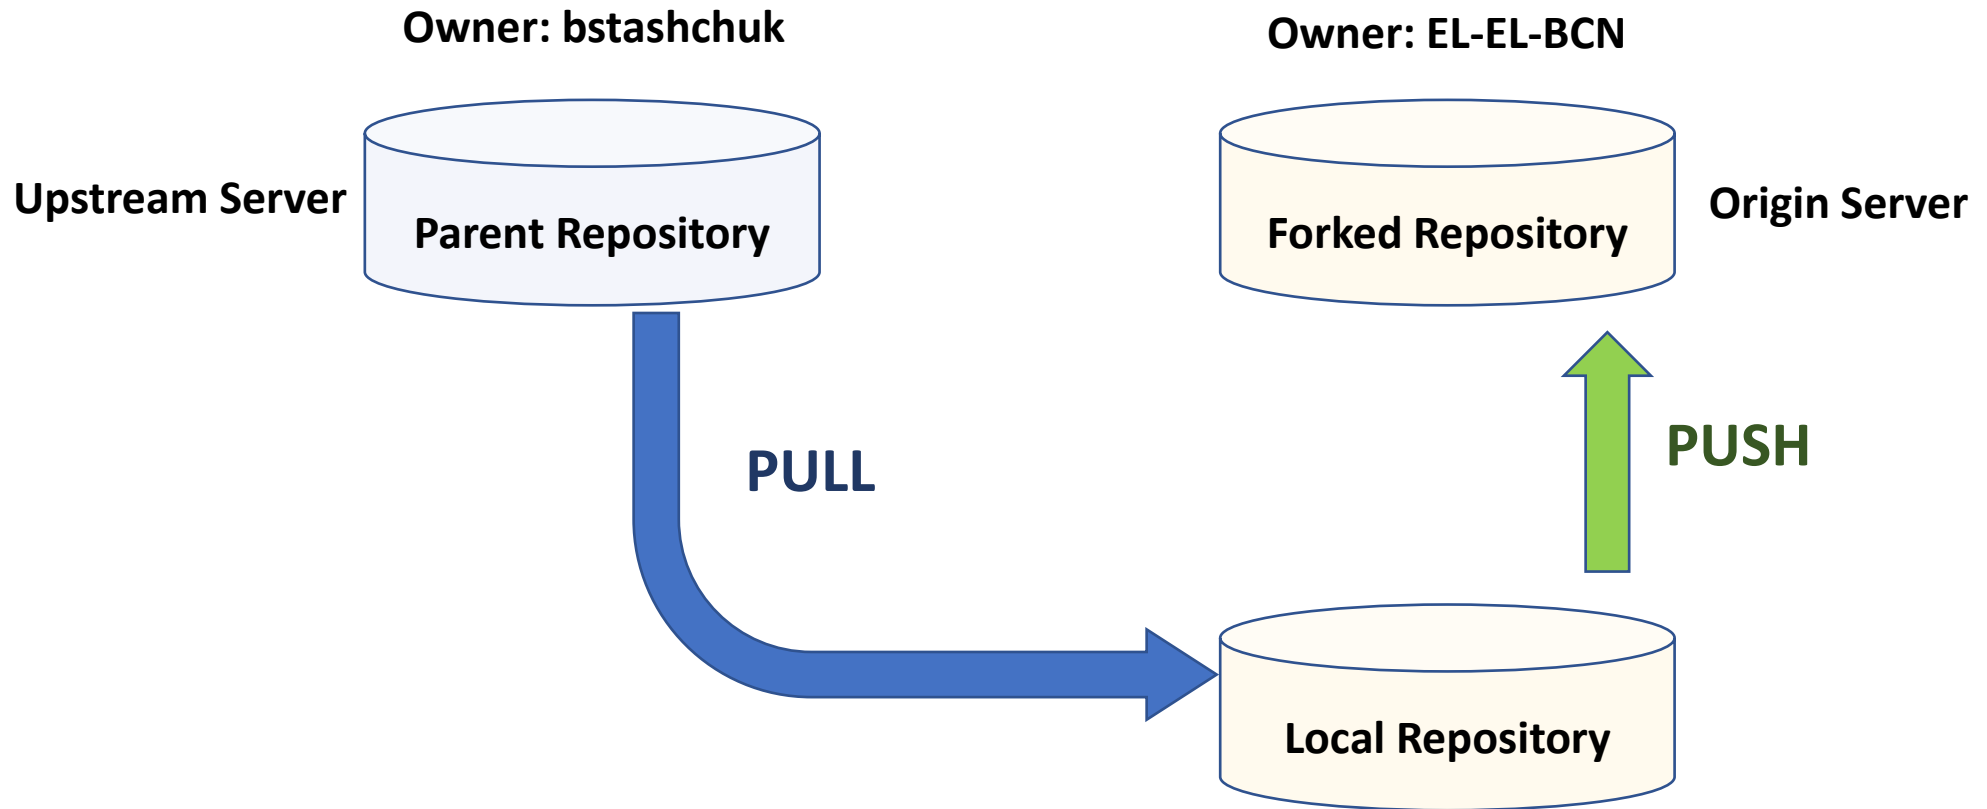 Owner: bstashchuk
Owner: EL-EL-BCN
Upstream Server
Parent Repository
Forked Repository
Origin Server
PULL
PUSH
Local Repository